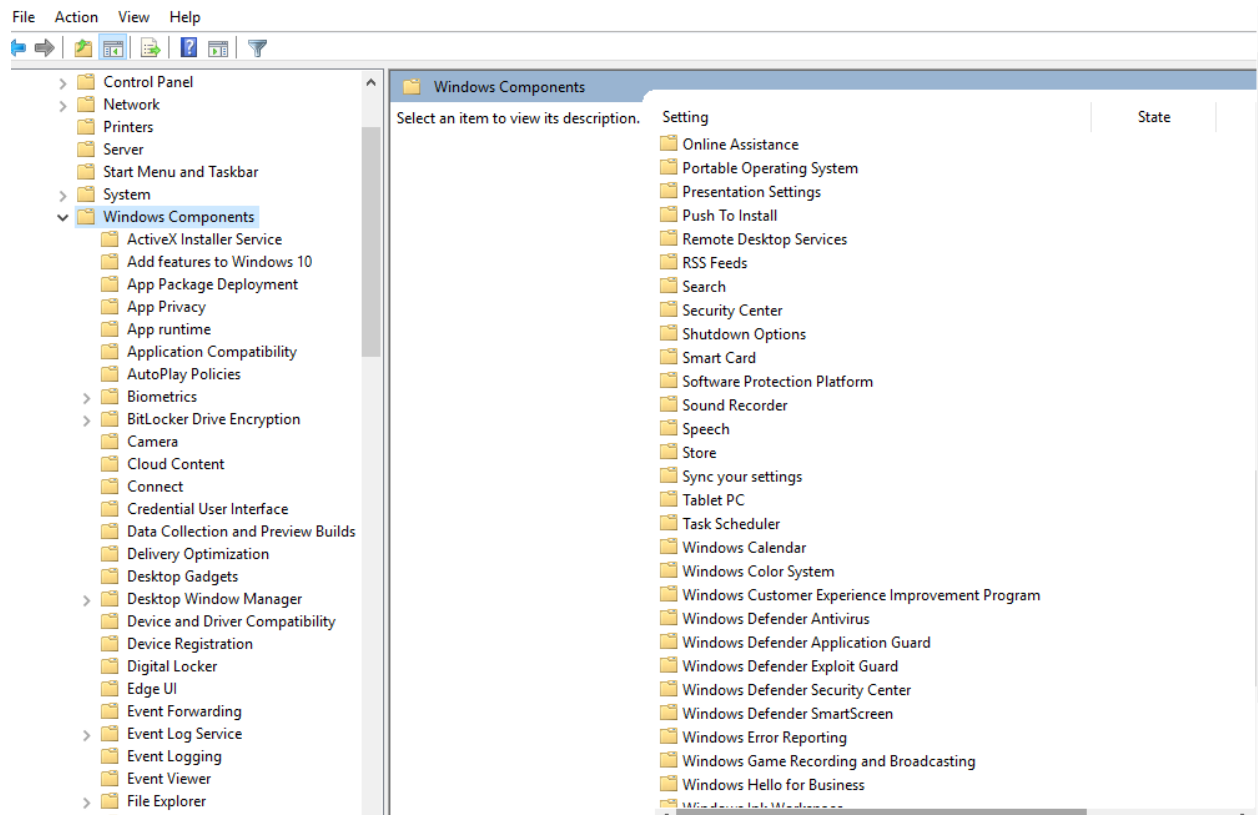 File Action View Help
Control Panel
Network
Printers
Server
Start Menu and Taskbar
System
Windows Components
ActiveX Installer Service
Add features to Windows 10
App Package Deployment
App Privacy
App runtime
Application Compatibility
AutoPlay Policies
Biometrics
BitLocker Drive Encryption
Camera
Cloud Content
Connect
Credential User Interface
Data Collection and Preview Builds
Delivery Optimization
Desktop Gadgets
Desktop Window Manager
Device and Driver Compatibility
Device Registration
Digital Locker
Edge UI
Event Forwarding
Event Log Service
Event Logging
Event Viewer
File Explorer
Windows Components
Select an item to view its description.
Setting State
Online Assistance
Portable Operating System
Presentation Settings
Push To Install
Remote Desktop Services
RSS Feeds
Search
Security Center
Shutdown Options
Smart Card
Software Protection Platform
Sound Recorder
Speech
Store
Sync your settings
Tablet PC
Task Scheduler
Windows Calendar
Windows Color System
Windows Customer Experience Improvement Program
Windows Defender Antivirus
Windows Defender Application Guard
Windows Defender Exploit Guard
Windows Defender Security Center
Windows Defender SmartScreen
Windows Error Reporting
Windows Game Recording and Broadcasting
Windows Hello for Business
Windows Ink Workspace